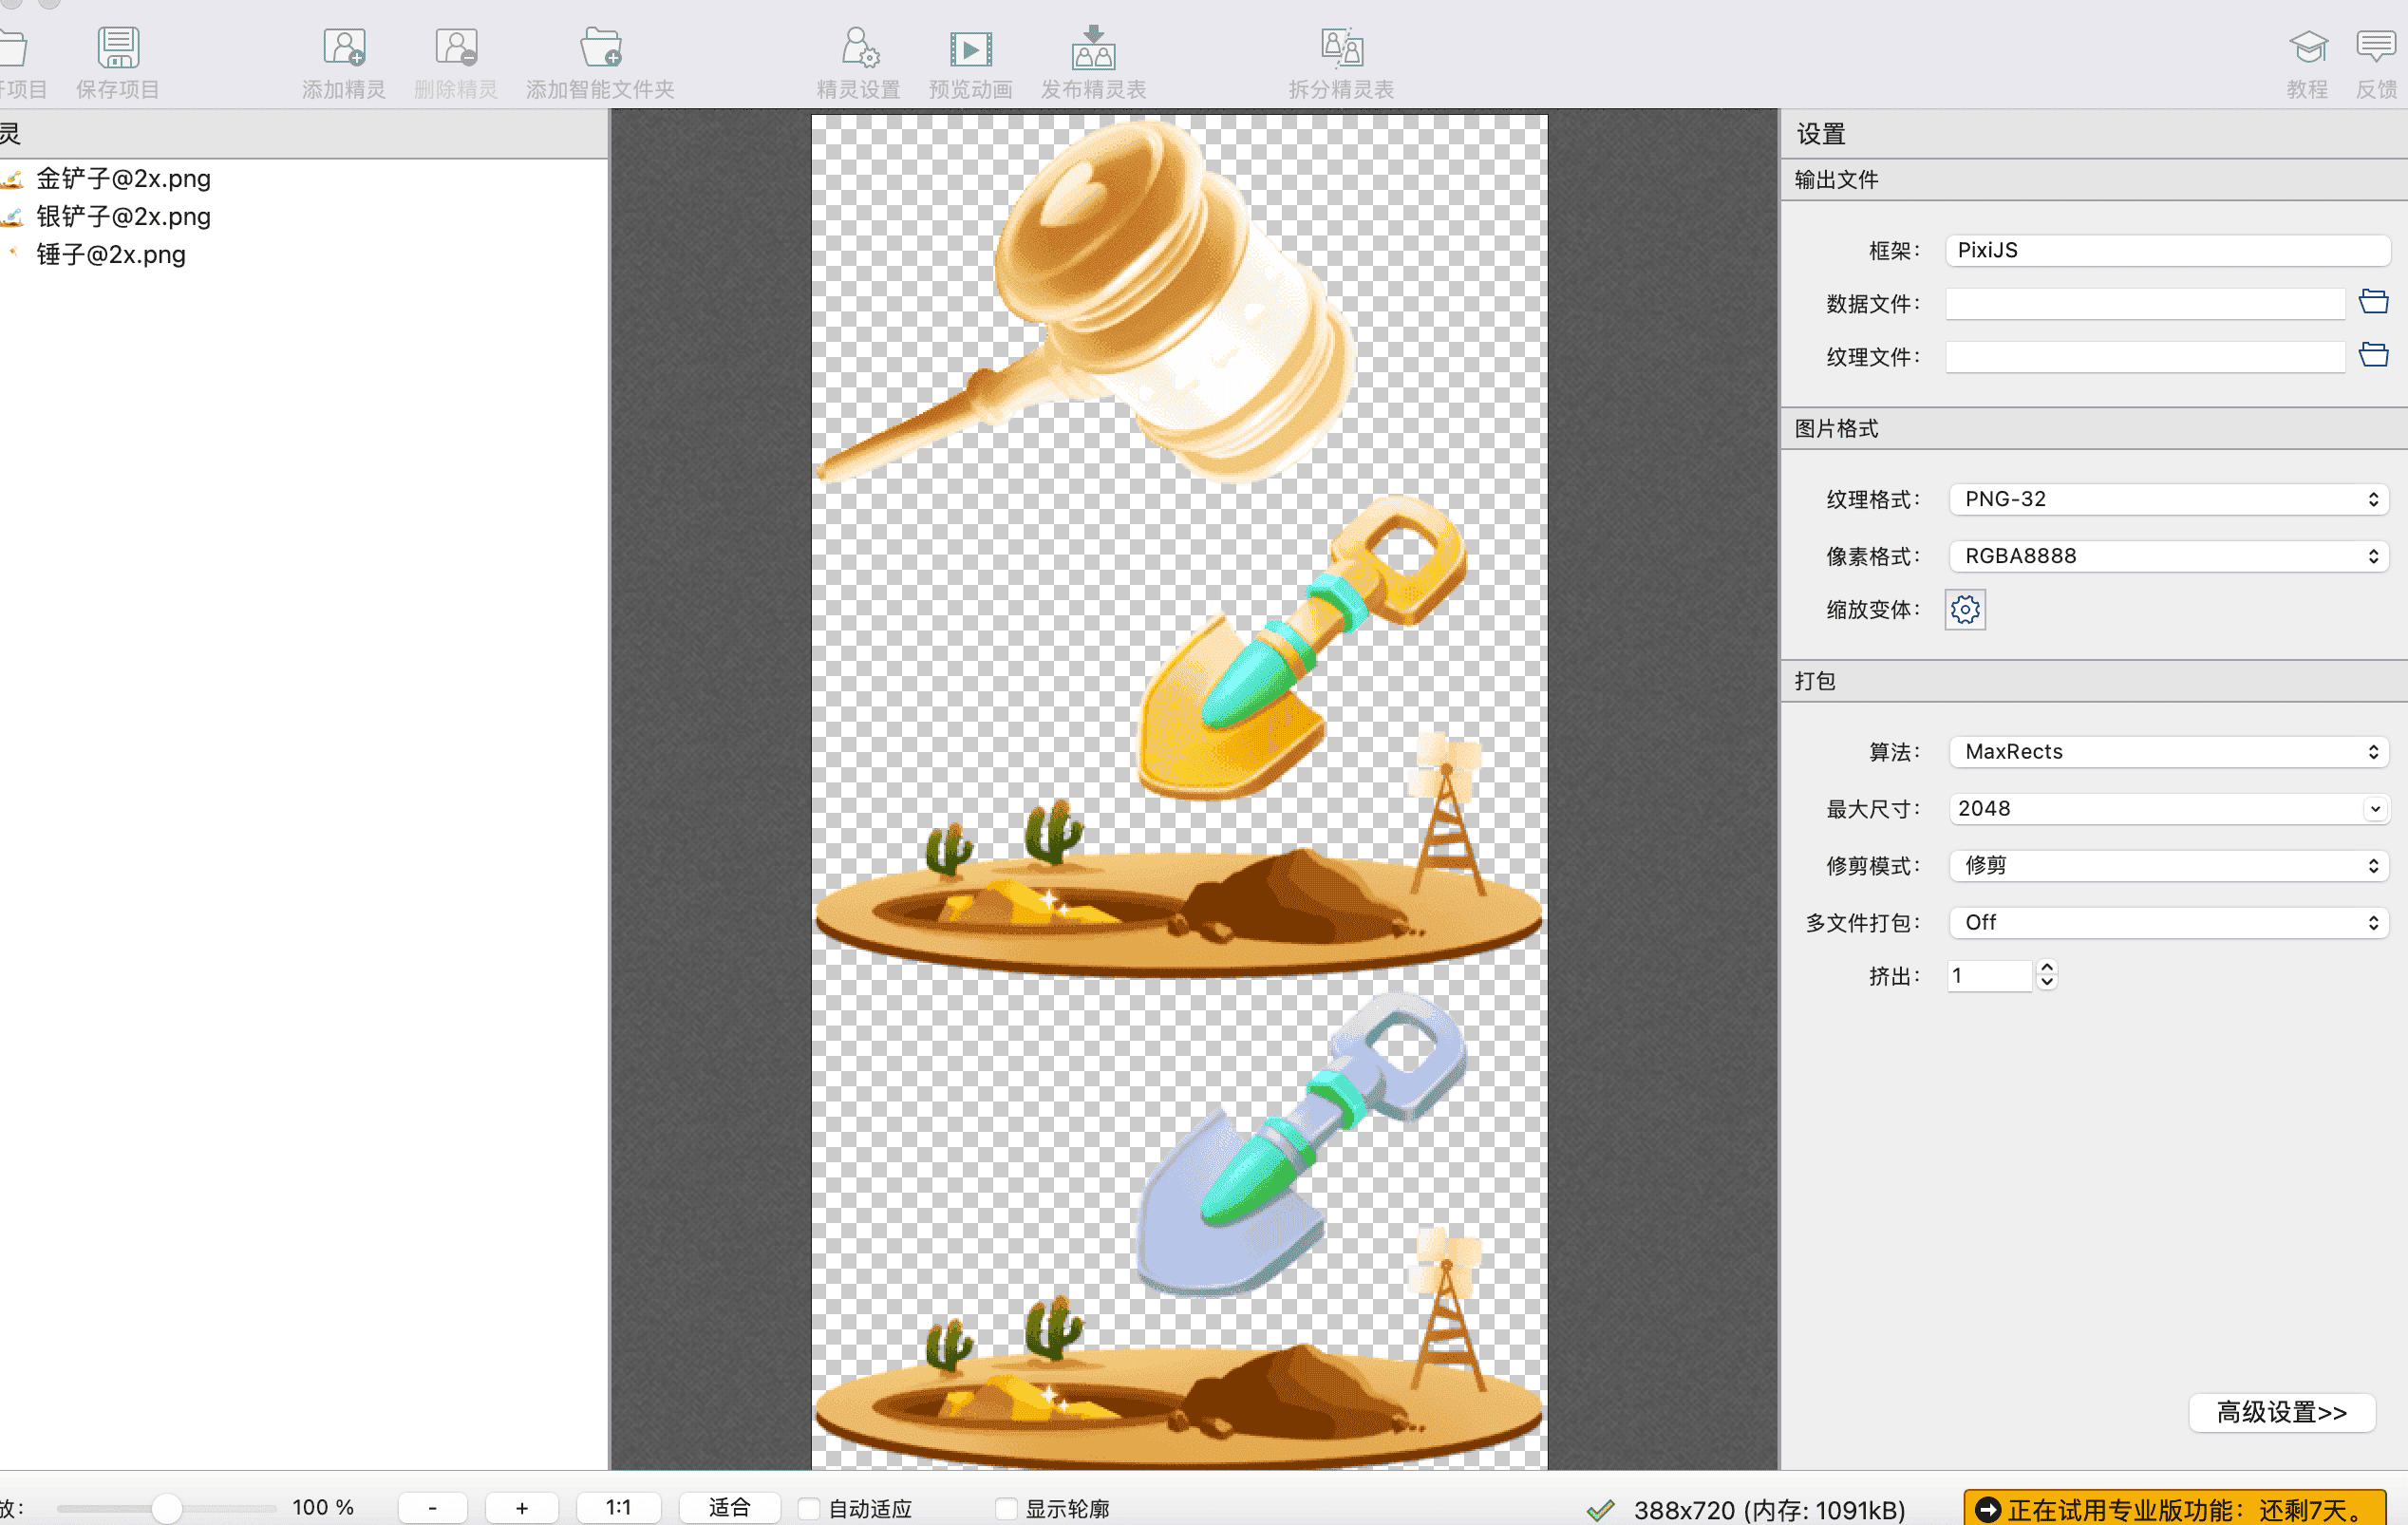 项目
保存项目
添加精灵
删除精灵
添加智能文件夹
精灵设置
预览动画
发布精灵表
拆分精灵表
教程
反馈
灵
金铲子@2x.png
银铲子@2x.png
锤子@2x.png
设置
输出文件
框架: PixiJS
数据文件:
纹理文件:
图片格式
纹理格式: PNG-32
像素格式: RGBA8888
缩放变体:
打包
算法: MaxRects
最大尺寸: 2048
修剪模式: 修剪
多文件打包: Off
挤出: 1
高级设置>>
放: 100 % - + 1:1 适合 自动适应 显示轮廓 388x720 (内存: 1091kB) 正在试用专业版功能：还剩7天。